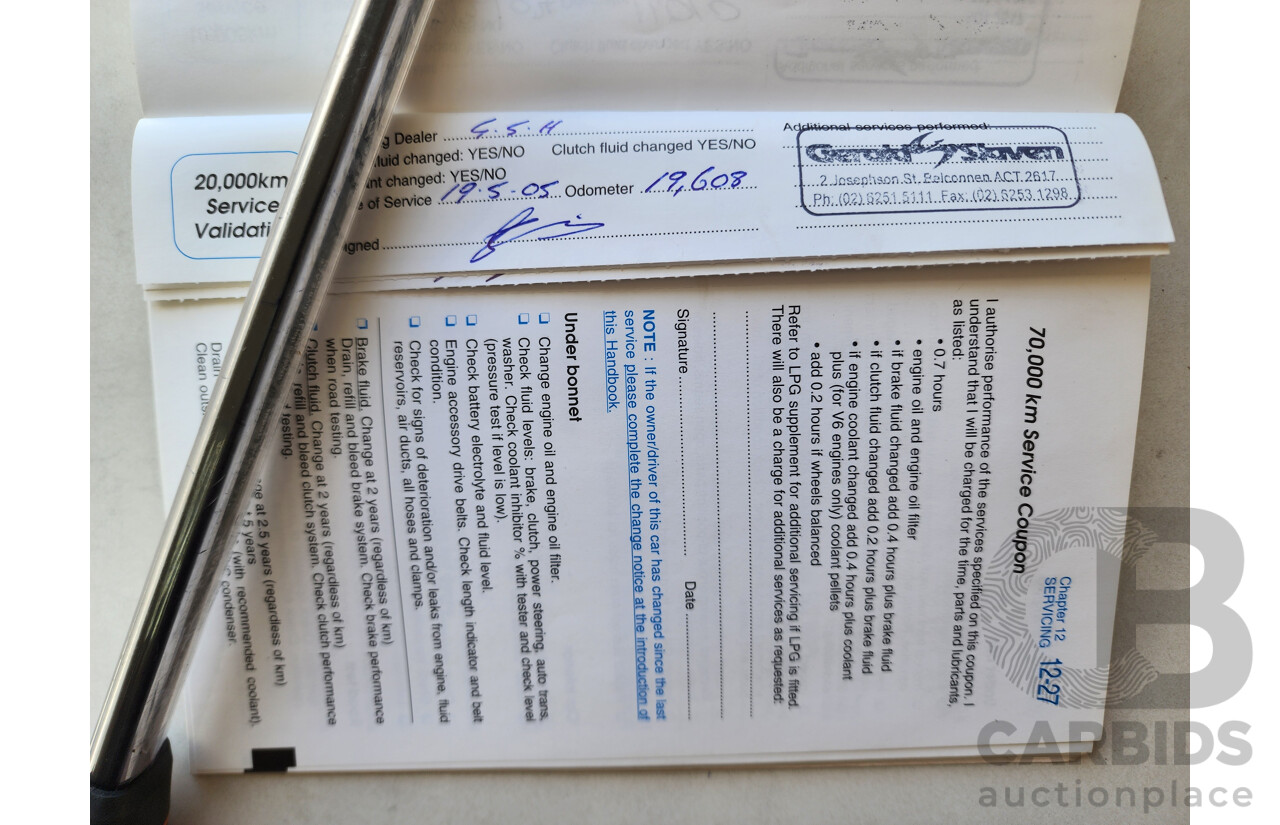 20,000km
Service
g Dealer G.S.H
luid changed: YES/NO Clutch fluid changed YES/NO
nt changed: YES/NO
of Service 19.5.05 Odometer 19,608
igned
Additional services performed:
Gerald Slaven
2 Josephson St. Belconnen ACT. 2617
Ph: (02) 6251 5111 Fax: (02) 6253 1298
Chapter 12
SERVICING 12-27
70,000 km Service Coupon
I authorise performance of the services specified on this coupon. I
understand that I will be charged for the time, parts and lubricants,
as listed:
• 0.7 hours
• engine oil and engine oil filter
• if brake fluid changed add 0.4 hours plus brake fluid
• if clutch fluid changed add 0.2 hours plus brake fluid
• if engine coolant changed add 0.4 hours plus coolant
plus (for V6 engines only) coolant pellets
• add 0.2 hours if wheels balanced
Refer to LPG supplement for additional servicing if LPG is fitted.
There will also be a charge for additional services as requested:
Signature Date
NOTE : If the owner/driver of this car has changed since the last
service please complete the change notice at the introduction of
this Handbook.
Under bonnet
❑ Change engine oil and engine oil filter.
❑ Check fluid levels: brake, clutch, power steering, auto trans,
washer. Check coolant inhibitor % with tester and check level
(pressure test if level is low).
❑ Check battery electrolyte and fluid level.
❑ Engine accessory drive belts. Check length indicator and belt
condition.
❑ Check for signs of deterioration and/or leaks from engine, fluid
reservoirs, air ducts, all hoses and clamps.
❑ Brake fluid. Change at 2 years (regardless of km)
Drain, refill and bleed brake system. Check brake performance
when road testing.
Clutch fluid. Change at 2 years (regardless of km)
refill and bleed clutch system. Check clutch performance
testing.
at 2.5 years (regardless of km)
5 years
(with recommended coolant).
condenser.
Drain
Clean
CARBIDS
auctionplace